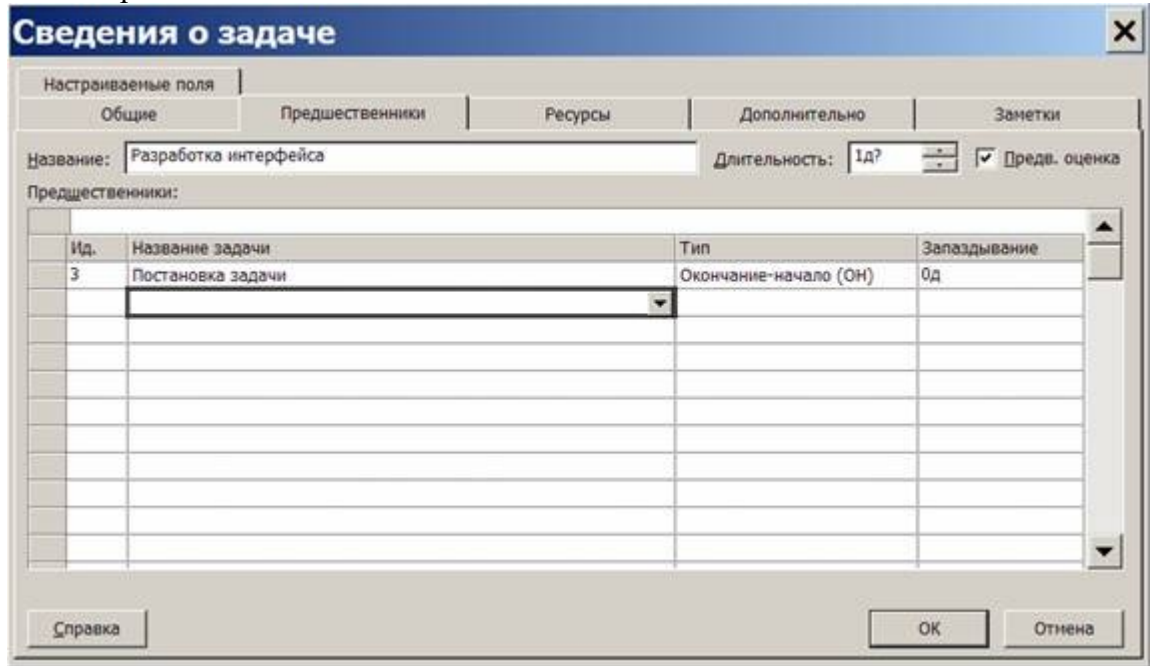 Сведения о задаче
Настраиваемые поля
Общие Предшественники Ресурсы Дополнительно Заметки
Название: Разработка интерфейса Длительность: 1д? Предв. оценка
Предшественники:
Ид. Название задачи Тип Запаздывание
3 Постановка задачи Окончание-начало (ОН) 0д
Справка ОК Отмена